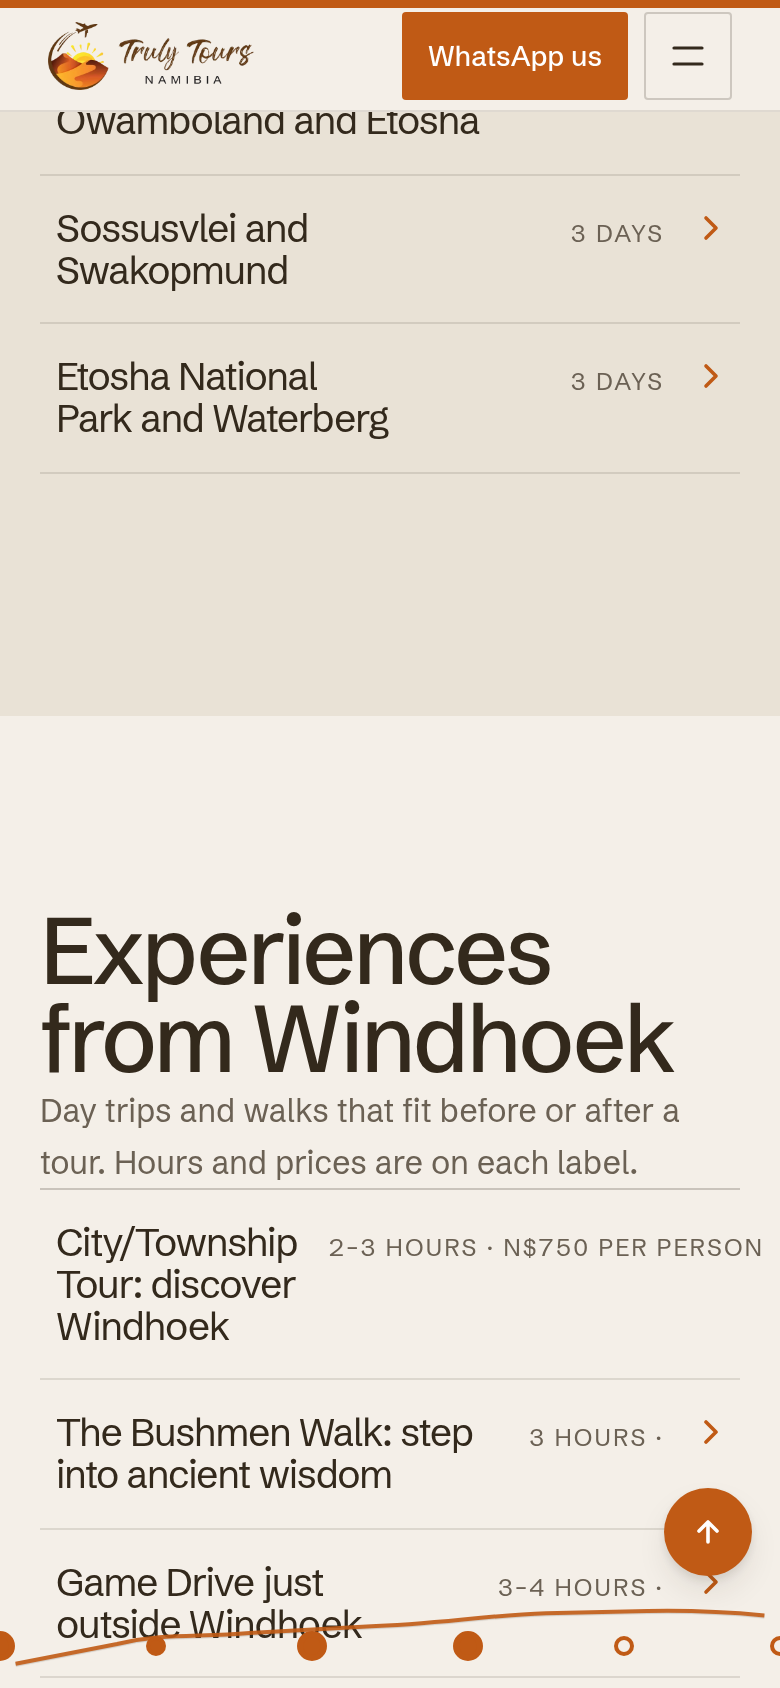 Truly Tours
NAMIBIA
WhatsApp us
Owamboland and Etosha
Sossusvlei and
Swakopmund
3 DAYS
Etosha National
Park and Waterberg
3 DAYS
Experiences
from Windhoek
Day trips and walks that fit before or after a
tour. Hours and prices are on each label.
City/Township
Tour: discover
Windhoek
2–3 HOURS · N$750 PER PERSON
The Bushmen Walk: step
into ancient wisdom
3 HOURS ·
Game Drive just
outside Windhoek
3–4 HOURS ·